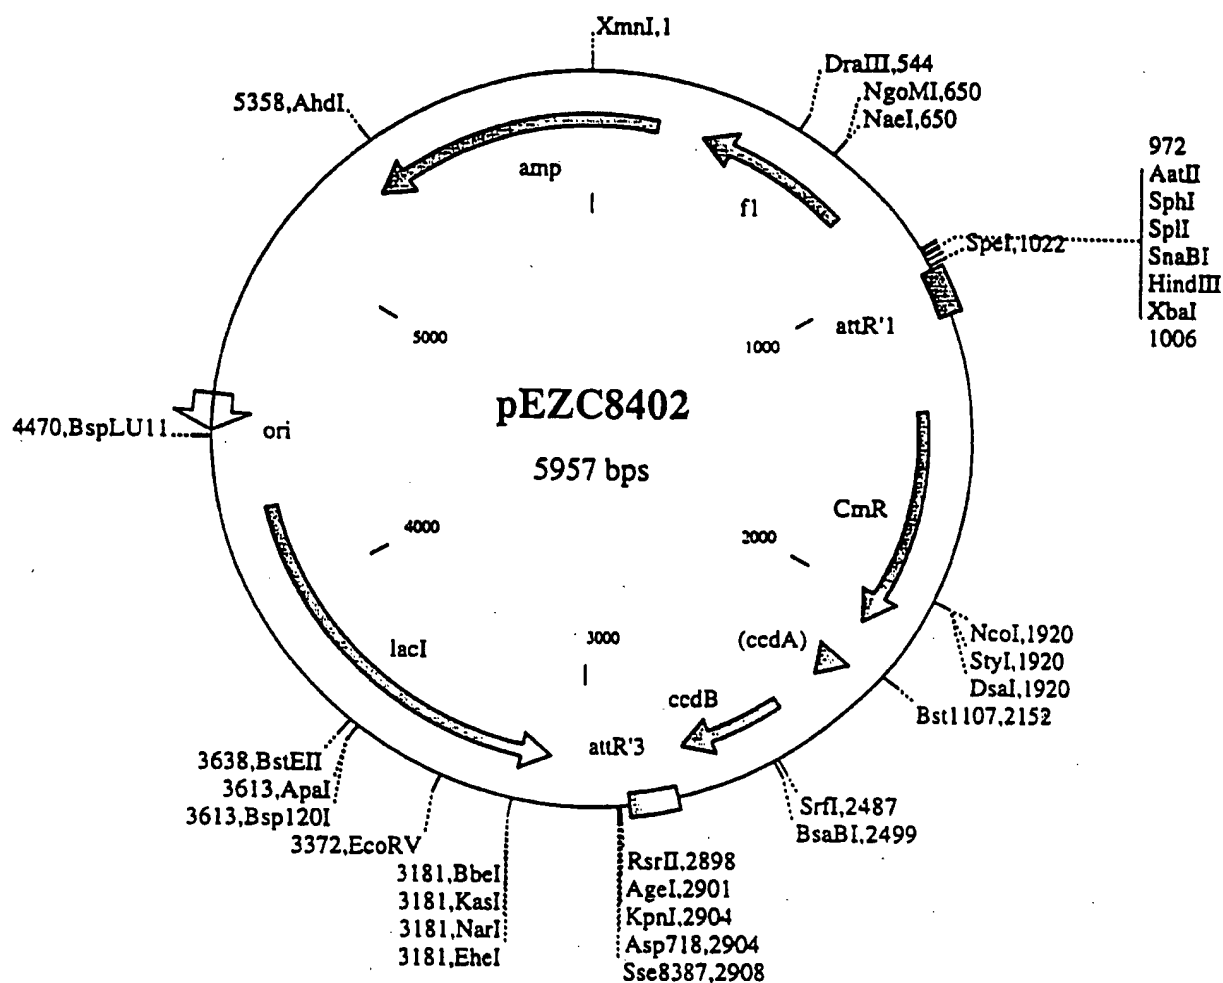 XmnI,1
DraIII,544
NgoMI,650
NaeI,650
5358,AhdI
972
AatII
SphI
SplI
SnaBI
HindIII
XbaI
1006
SpeI,1022
amp
f1
attR'1
5000
1000
pEZC8402
5957 bps
4470,BspLU11
ori
CmR
4000
2000
NcoI,1920
StyI,1920
DsaI,1920
Bst1107,2152
(ccdA)
lacI
3000
ccdB
attR'3
3638,BstEII
3613,ApaI
3613,Bsp120I
3372,EcoRV
3181,BbeI
3181,KasI
3181,NarI
3181,EheI
SrfI,2487
BsaBI,2499
RsrII,2898
AgeI,2901
KpnI,2904
Asp718,2904
Sse8387,2908